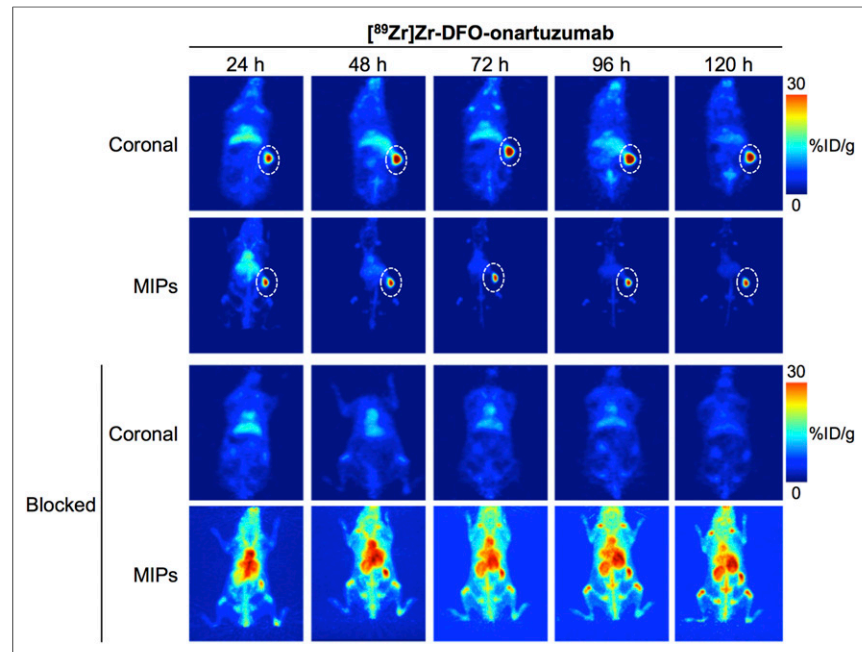 [⁸⁹Zr]Zr-DFO-onartuzumab
24 h 48 h 72 h 96 h 120 h
Coronal
30
%ID/g
0
MIPs
Blocked
Coronal
30
%ID/g
0
MIPs